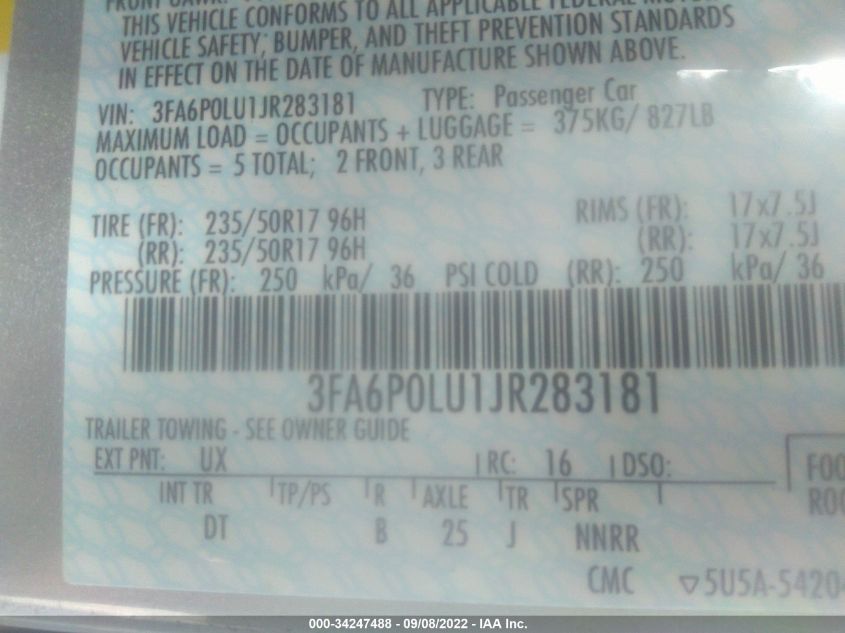 THIS VEHICLE CONFORMS TO ALL APPLICABLE FEDERAL MOTOR
VEHICLE SAFETY, BUMPER, AND THEFT PREVENTION STANDARDS
IN EFFECT ON THE DATE OF MANUFACTURE SHOWN ABOVE.
VIN: 3FA6P0LU1JR283181 TYPE: Passenger Car
MAXIMUM LOAD = OCCUPANTS + LUGGAGE = 375KG/ 827LB
OCCUPANTS = 5 TOTAL; 2 FRONT, 3 REAR
TIRE (FR): 235/50R17 96H RIMS (FR): 17x7.5J
(RR): 235/50R17 96H (RR): 17x7.5J
PRESSURE (FR): 250 kPa/ 36 PSI COLD (RR): 250 kPa/ 36
3FA6P0LU1JR283181
TRAILER TOWING - SEE OWNER GUIDE
EXT PNT: UX RC: 16 DSO:
FOO
INT TR TP/PS R AXLE TR SPR
ROO
DT B 25 J NNRR
CMC ▽5U5A-5420
000-34247488 - 09/08/2022 - IAA Inc.